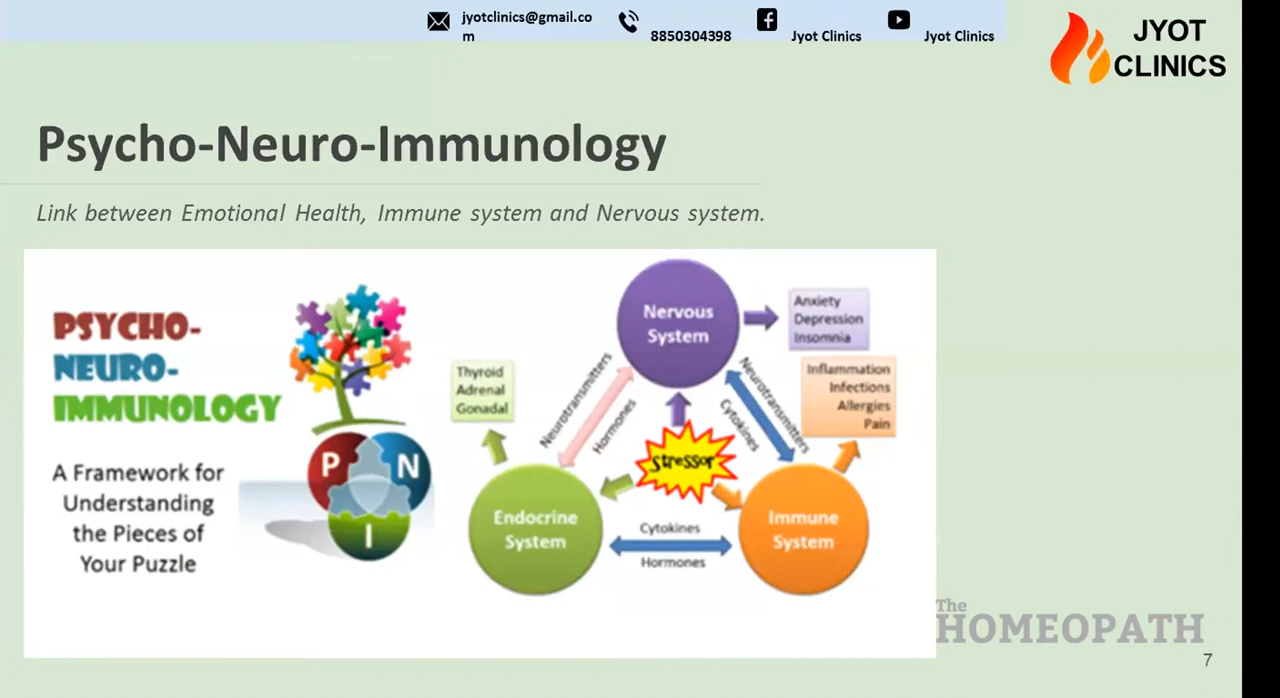 jyotclinics@gmail.co
m
8850304398
Jyot Clinics
Jyot Clinics
JYOT
CLINICS
Psycho-Neuro-Immunology
Link between Emotional Health, Immune system and Nervous system.
PSYCHO-
NEURO-
IMMUNOLOGY
A Framework for
Understanding
the Pieces of
Your Puzzle
P
N
I
Nervous
System
Anxiety
Depression
Insomnia
Thyroid
Adrenal
Gonadal
Neurotransmitters
Hormones
Neurotransmitters
Cytokines
Inflammation
Infections
Allergies
Pain
Stressor
Endocrine
System
Cytokines
Hormones
Immune
System
The
HOMEOPATH
7